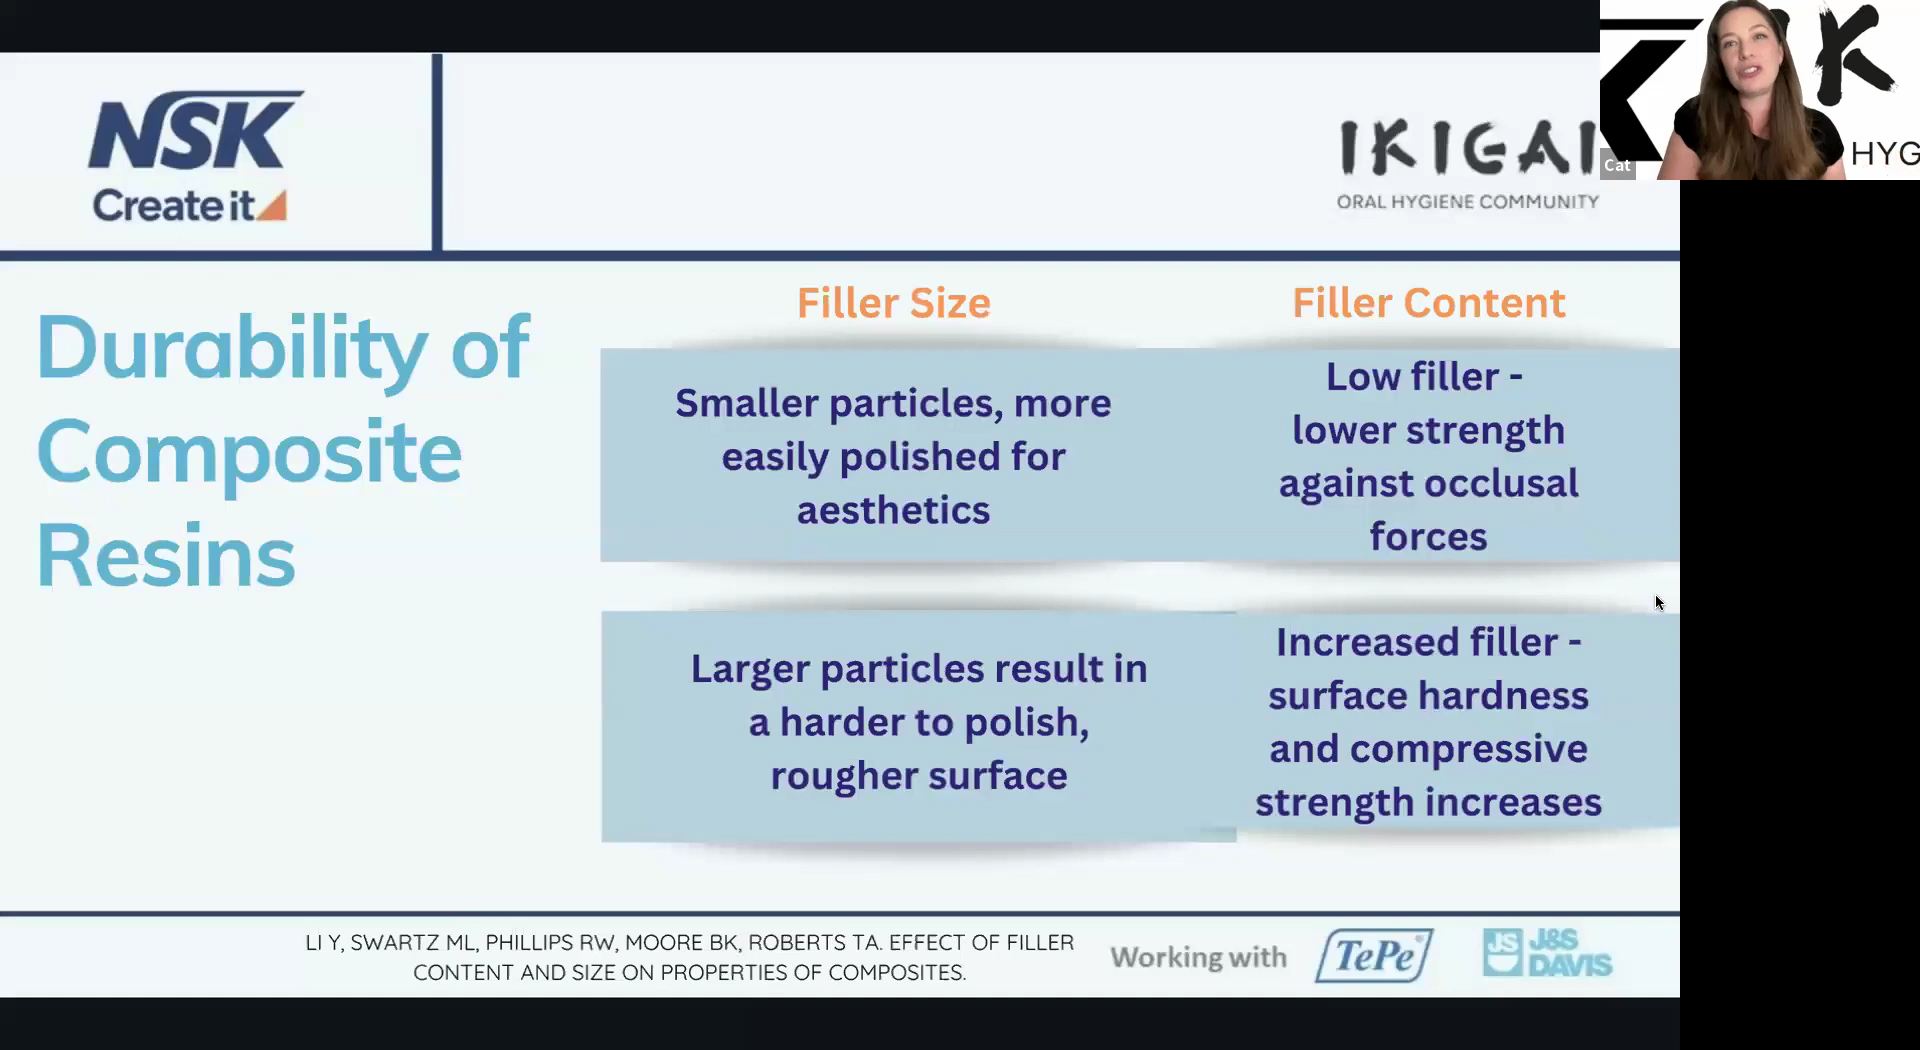 NSK
Create it
IKIGAI
ORAL HYGIENE COMMUNITY
K
HYG
Cat
Durability of
Composite
Resins
Filler Size
Smaller particles, more
easily polished for
aesthetics
Larger particles result in
a harder to polish,
rougher surface
Filler Content
Low filler -
lower strength
against occlusal
forces
Increased filler -
surface hardness
and compressive
strength increases
LI Y, SWARTZ ML, PHILLIPS RW, MOORE BK, ROBERTS TA. EFFECT OF FILLER
CONTENT AND SIZE ON PROPERTIES OF COMPOSITES.
Working with
TePe®
JS
J&S
DAVIS